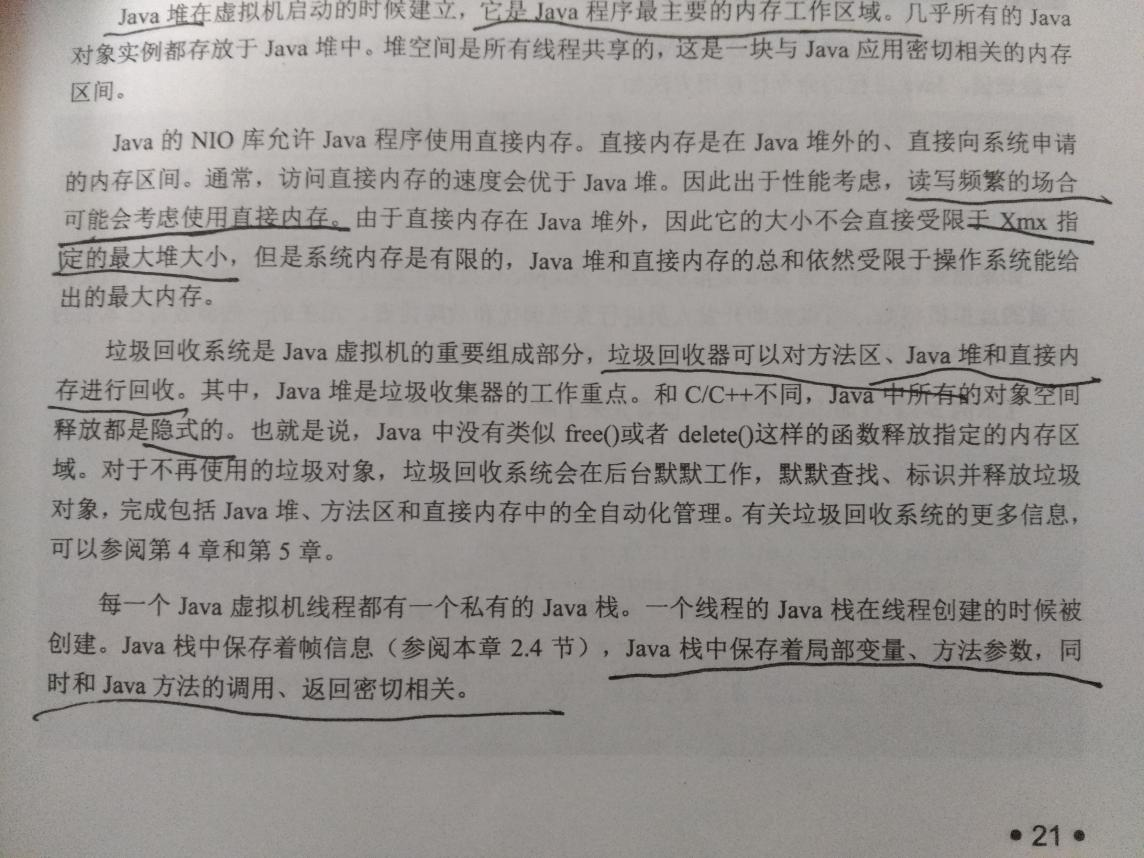 Java 堆在虚拟机启动的时候建立，它是 Java 程序最主要的内存工作区域。几乎所有的 Java
对象实例都存放于 Java 堆中。堆空间是所有线程共享的，这是一块与 Java 应用密切相关的内存
区间。
Java 的 NIO 库允许 Java 程序使用直接内存。直接内存是在 Java 堆外的、直接向系统申请
的内存区间。通常，访问直接内存的速度会优于 Java 堆。因此出于性能考虑，读写频繁的场合
可能会考虑使用直接内存。由于直接内存在 Java 堆外，因此它的大小不会直接受限于 Xmx 指
定的最大堆大小，但是系统内存是有限的，Java 堆和直接内存的总和依然受限于操作系统能给
出的最大内存。
垃圾回收系统是 Java 虚拟机的重要组成部分，垃圾回收器可以对方法区、Java 堆和直接内
存进行回收。其中，Java 堆是垃圾收集器的工作重点。和 C/C++不同，Java 中所有的对象空间
释放都是隐式的。也就是说，Java 中没有类似 free()或者 delete()这样的函数释放指定的内存区
域。对于不再使用的垃圾对象，垃圾回收系统会在后台默默工作，默默查找、标识并释放垃圾
对象，完成包括 Java 堆、方法区和直接内存中的全自动化管理。有关垃圾回收系统的更多信息，
可以参阅第 4 章和第 5 章。
每一个 Java 虚拟机线程都有一个私有的 Java 栈。一个线程的 Java 栈在线程创建的时候被
创建。Java 栈中保存着帧信息（参阅本章 2.4 节），Java 栈中保存着局部变量、方法参数，同
时和 Java 方法的调用、返回密切相关。
• 21 •